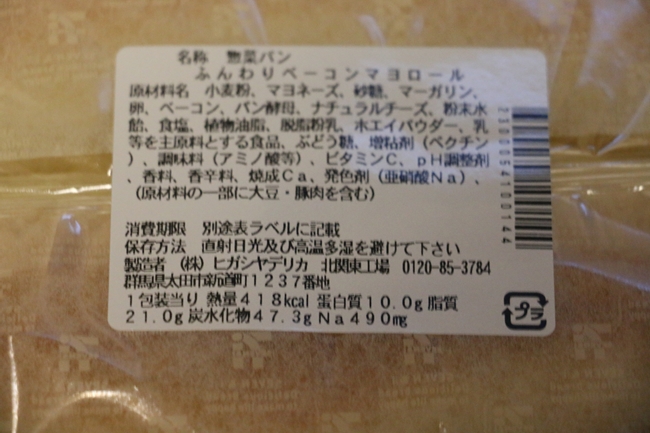 名称 惣菜パン
ふんわりベーコンマヨロール
原材料名 小麦粉、マヨネーズ、砂糖、マーガリン、
卵、ベーコン、パン酵母、ナチュラルチーズ、粉末水
飴、食塩、植物油脂、脱脂粉乳、ホエイパウダー、乳
等を主原料とする食品、ぶどう糖、増粘剤(ペクチン
)、調味料(アミノ酸等)、ビタミンC、pH調整剤
、香料、香辛料、焼成Ca、発色剤(亜硝酸Na)、
(原材料の一部に大豆・豚肉を含む)
消費期限 別途表ラベルに記載
保存方法 直射日光及び高温多湿を避けて下さい
製造者 (株)ヒガシヤデリカ 北関東工場 0120-85-3784
群馬県太田市新道町1237番地
1包装当り 熱量418kcal 蛋白質10.0g 脂質
21.0g 炭水化物47.3g Na490mg
プラ